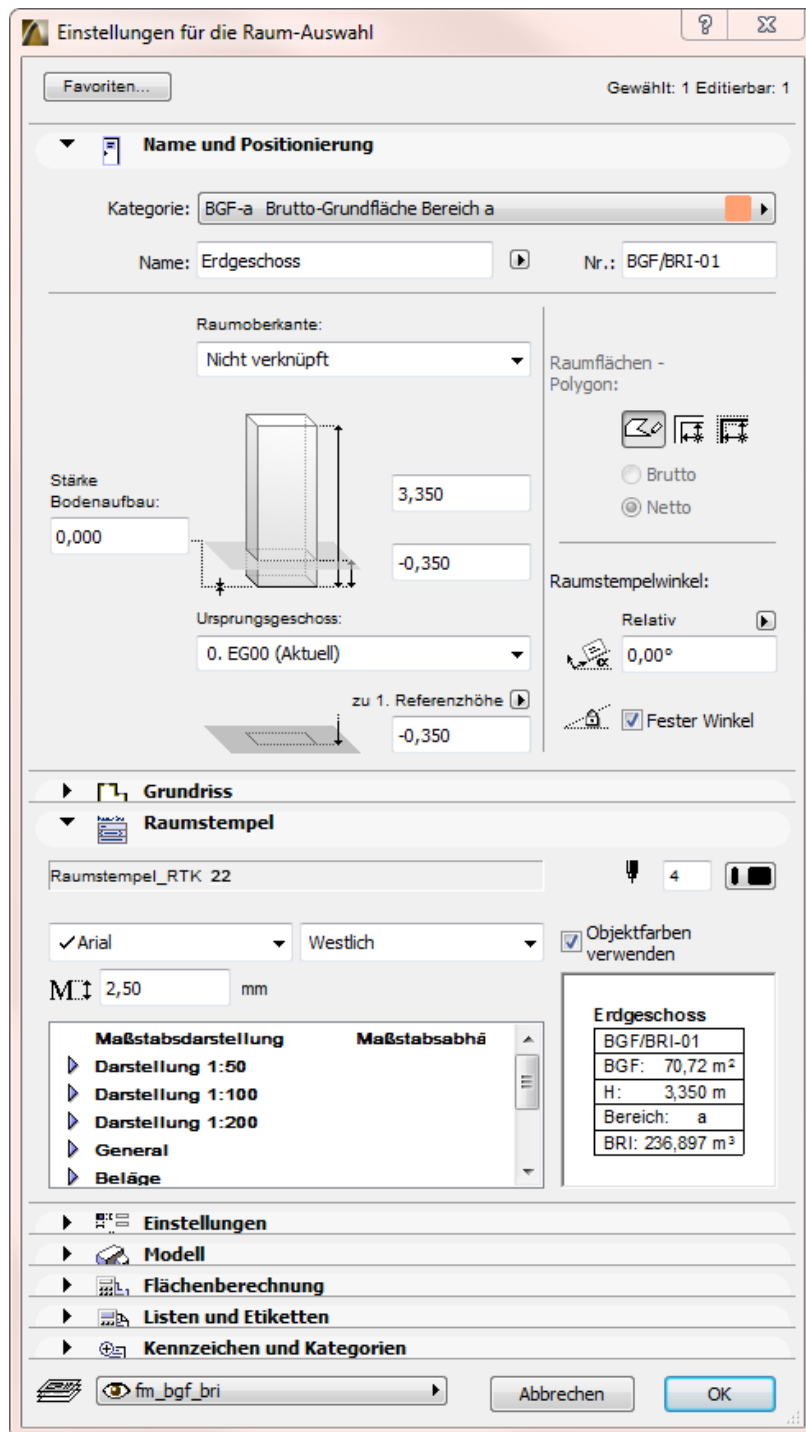 Einstellungen für die Raum-Auswahl
Favoriten...
Gewählt: 1 Editierbar: 1
Name und Positionierung
Kategorie: BGF-a Brutto-Grundfläche Bereich a
Name: Erdgeschoss Nr.: BGF/BRI-01
Raumoberkante:
Nicht verknüpft
Stärke
Bodenaufbau:
0,000
3,350
-0,350
Ursprungsgeschoss:
0. EG00 (Aktuell)
zu 1. Referenzhöhe
-0,350
Raumflächen -
Polygon:
Brutto
Netto
Raumstempelwinkel:
Relativ
α
0,00°
Fester Winkel
Grundriss
Raumstempel
Raumstempel_RTK 22
4
Arial
Westlich
Objektfarben
verwenden
M 2,50 mm
Maßstabsdarstellung Maßstabsabhä
Darstellung 1:50
Darstellung 1:100
Darstellung 1:200
General
Beläge
Erdgeschoss
BGF/BRI-01
BGF: 70,72 m²
H: 3,350 m
Bereich: a
BRI: 236,897 m³
Einstellungen
Modell
Flächenberechnung
Listen und Etiketten
Kennzeichen und Kategorien
fm_bgf_bri
Abbrechen
OK